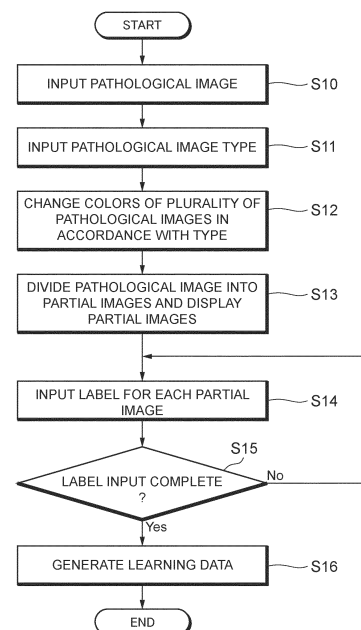 START
INPUT PATHOLOGICAL IMAGE
S10
INPUT PATHOLOGICAL IMAGE TYPE
S11
CHANGE COLORS OF PLURALITY OF
PATHOLOGICAL IMAGES IN
ACCORDANCE WITH TYPE
S12
DIVIDE PATHOLOGICAL IMAGE INTO
PARTIAL IMAGES AND DISPLAY
PARTIAL IMAGES
S13
INPUT LABEL FOR EACH PARTIAL
IMAGE
S14
S15
LABEL INPUT COMPLETE
?
No
Yes
GENERATE LEARNING DATA
S16
END